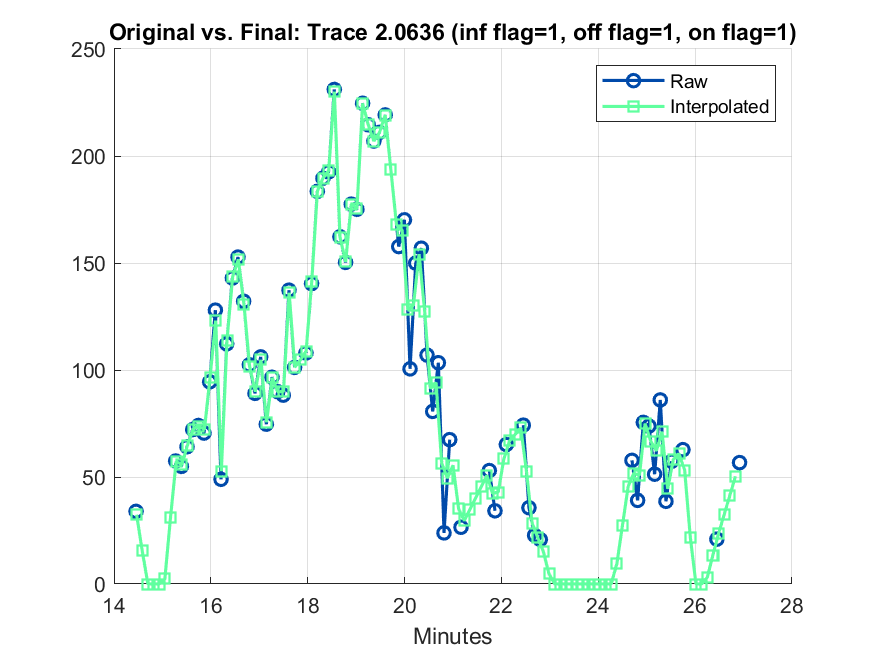 Original vs. Final: Trace 2.0636 (inf flag=1, off flag=1, on flag=1)
250
200
150
100
50
0
Raw
Interpolated
14 16 18 20 22 24 26 28
Minutes